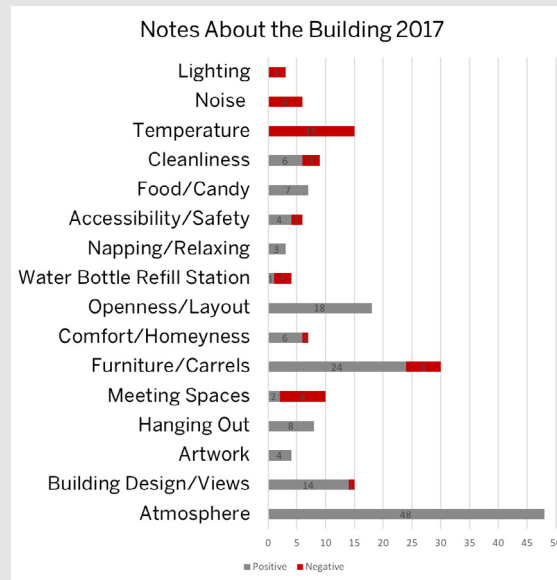 Notes About the Building 2017
Lighting
Noise
Temperature
Cleanliness 6
Food/Candy 7
Accessibility/Safety 4
Napping/Relaxing 3
Water Bottle Refill Station 1
Openness/Layout 18
Comfort/Homeyness 6
Furniture/Carrels 24
Meeting Spaces 2
Hanging Out 8
Artwork 4
Building Design/Views 14
Atmosphere 48
0 5 10 15 20 25 30 35 40 45
Positive Negative